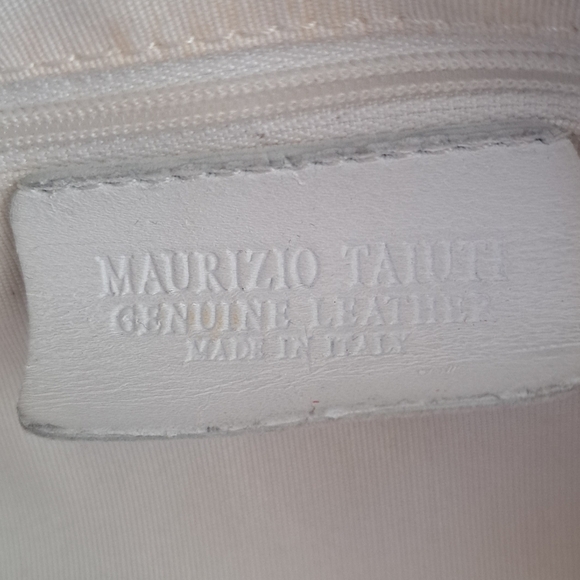 MAURIZIO TAIUTI
GENUINE LEATHER
MADE IN ITALY